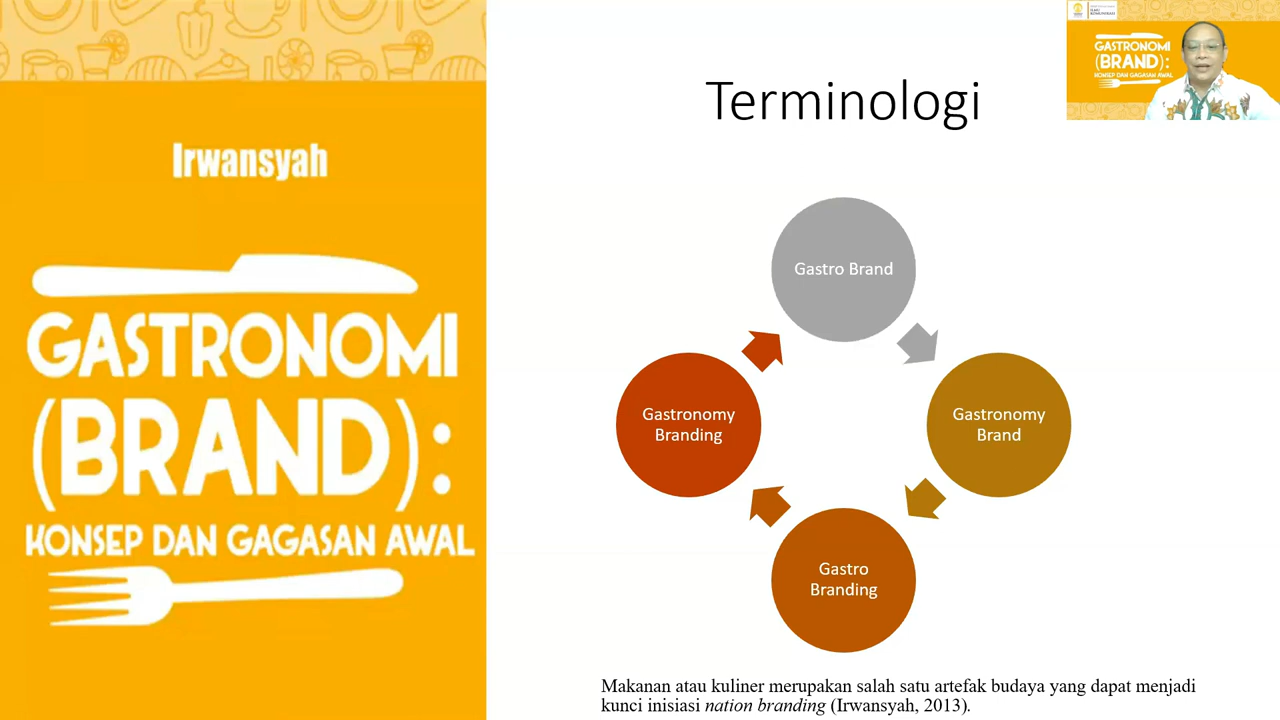 Irwansyah
GASTRONOMI
(BRAND):
KONSEP DAN GAGASAN AWAL
Terminologi
Gastro Brand
Gastronomy
Brand
Gastro
Branding
Gastronomy
Branding
Makanan atau kuliner merupakan salah satu artefak budaya yang dapat menjadi
kunci inisiasi nation branding (Irwansyah, 2013).
GASTRONOMI
(BRAND):
KONSEP DAN GAGASAN AWAL